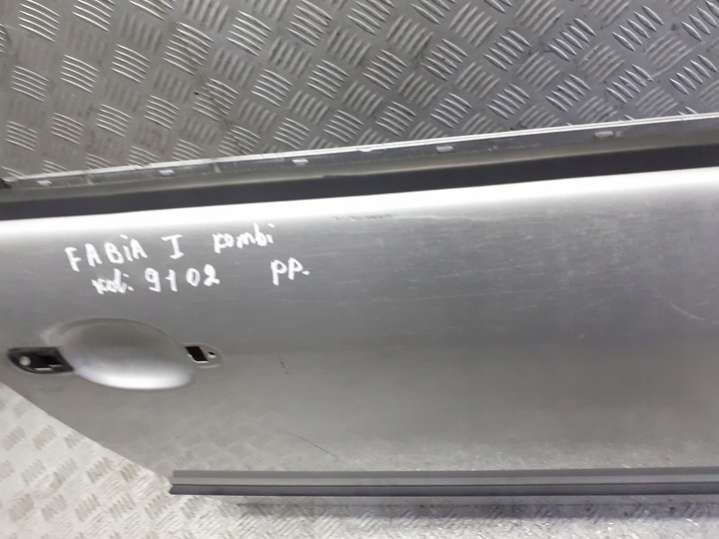 FABiA I kombi
kol. 9102 pp.